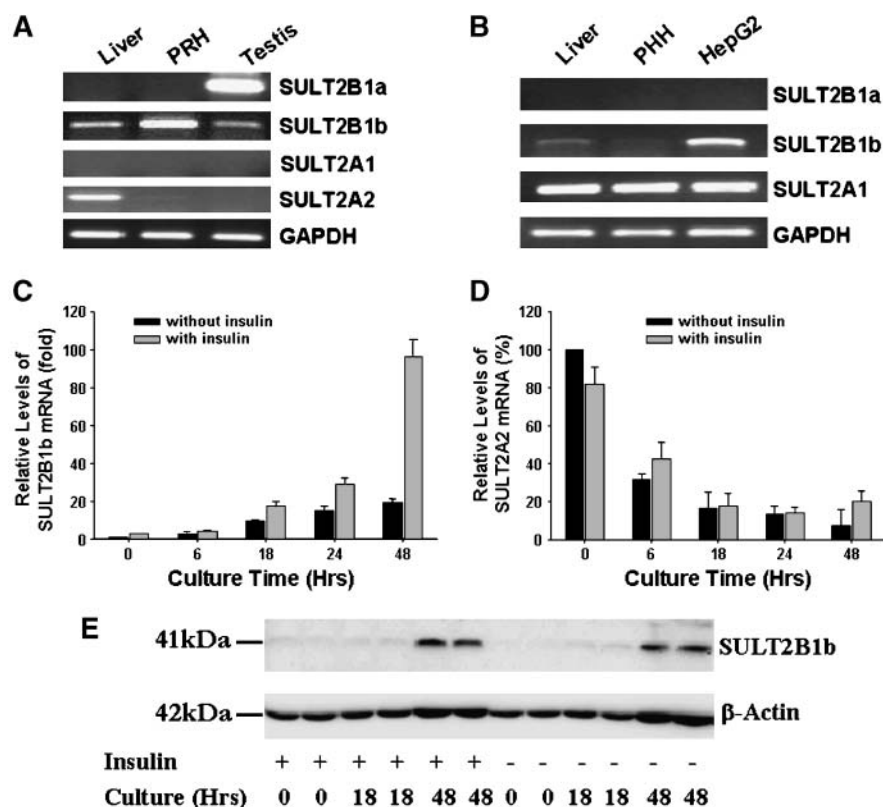 A
Liver PRH Testis
SULT2B1a
SULT2B1b
SULT2A1
SULT2A2
GAPDH
B
Liver PHH HepG2
SULT2B1a
SULT2B1b
SULT2A1
GAPDH
C
Relative Levels of
SULT2B1b mRNA (fold)
120
100
80
60
40
20
0
without insulin
with insulin
0 6 18 24 48
Culture Time (Hrs)
D
Relative Levels of
SULT2A2 mRNA (%)
120
100
80
60
40
20
0
without insulin
with insulin
0 6 18 24 48
Culture Time (Hrs)
E
41kDa SULT2B1b
42kDa β-Actin
Insulin + + + + + + - - - - - -
Culture (Hrs) 0 0 18 18 48 48 0 0 18 18 48 48